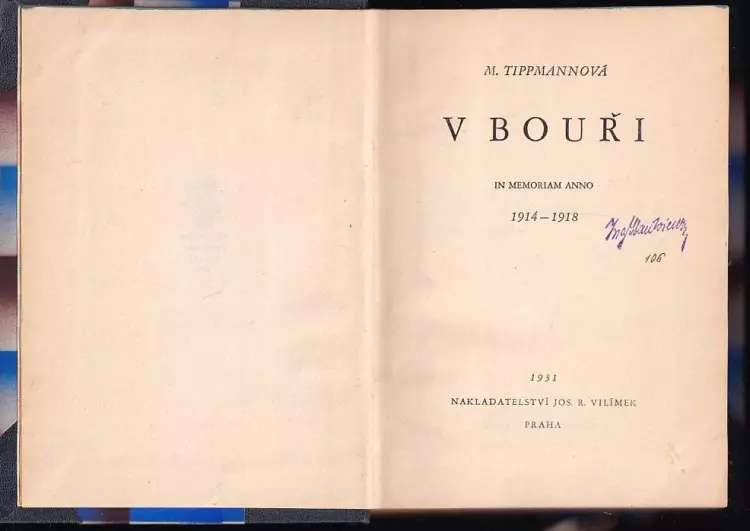 M. TIPPMANNOVÁ
V BOUŘI
IN MEMORIAM ANNO
1914–1918
106
1931
NAKLADATELSTVÍ JOS. R. VILÍMEK
PRAHA